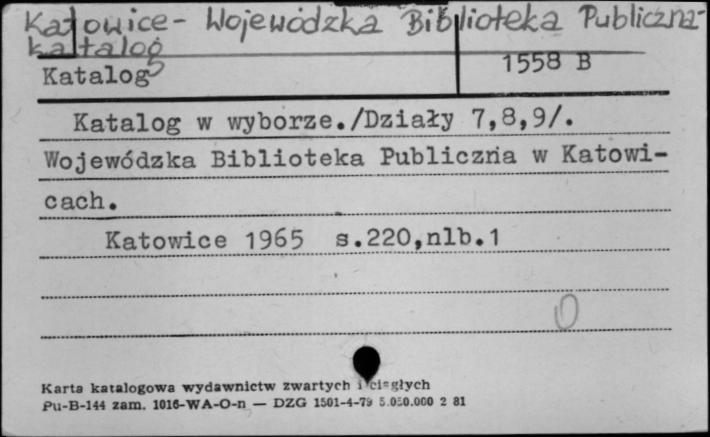 Katowice - Wojewódzka Biblioteka Publiczna-
katalog
Katalog
1558 B
Katalog w wyborze./Działy 7,8,9/.
Wojewódzka Biblioteka Publiczna w Katowi-
cach.
Katowice 1965 s.220,nlb.1
0
Karta katalogowa wydawnictw zwartych i ciągłych
Pu-B-144 zam. 1016-WA-O-n — DZG 1501-4-79 5.050.000 2 81